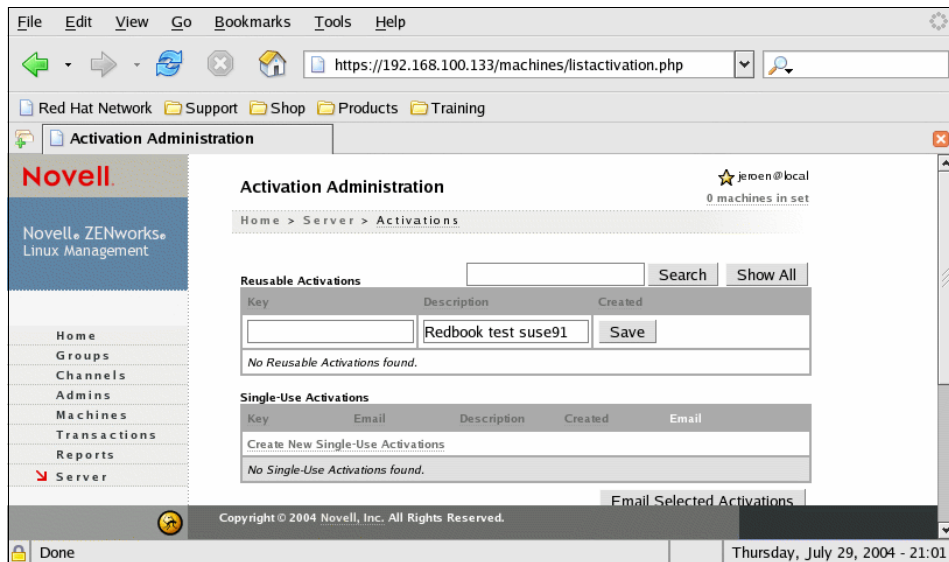 File Edit View Go Bookmarks Tools Help
https://192.168.100.133/machines/listactivation.php
Red Hat Network Support Shop Products Training
Activation Administration
Novell.
Novell® ZENworks®
Linux Management
Home
Groups
Channels
Admins
Machines
Transactions
Reports
Server
Activation Administration
jeroen@local
0 machines in set
Home > Server > Activations
Reusable Activations Search Show All
Key Description Created
Redbook test suse91 Save
No Reusable Activations found.
Single-Use Activations
Key Email Description Created Email
Create New Single-Use Activations
No Single-Use Activations found.
Email Selected Activations
Copyright © 2004 Novell, Inc. All Rights Reserved.
Done Thursday, July 29, 2004 - 21:01